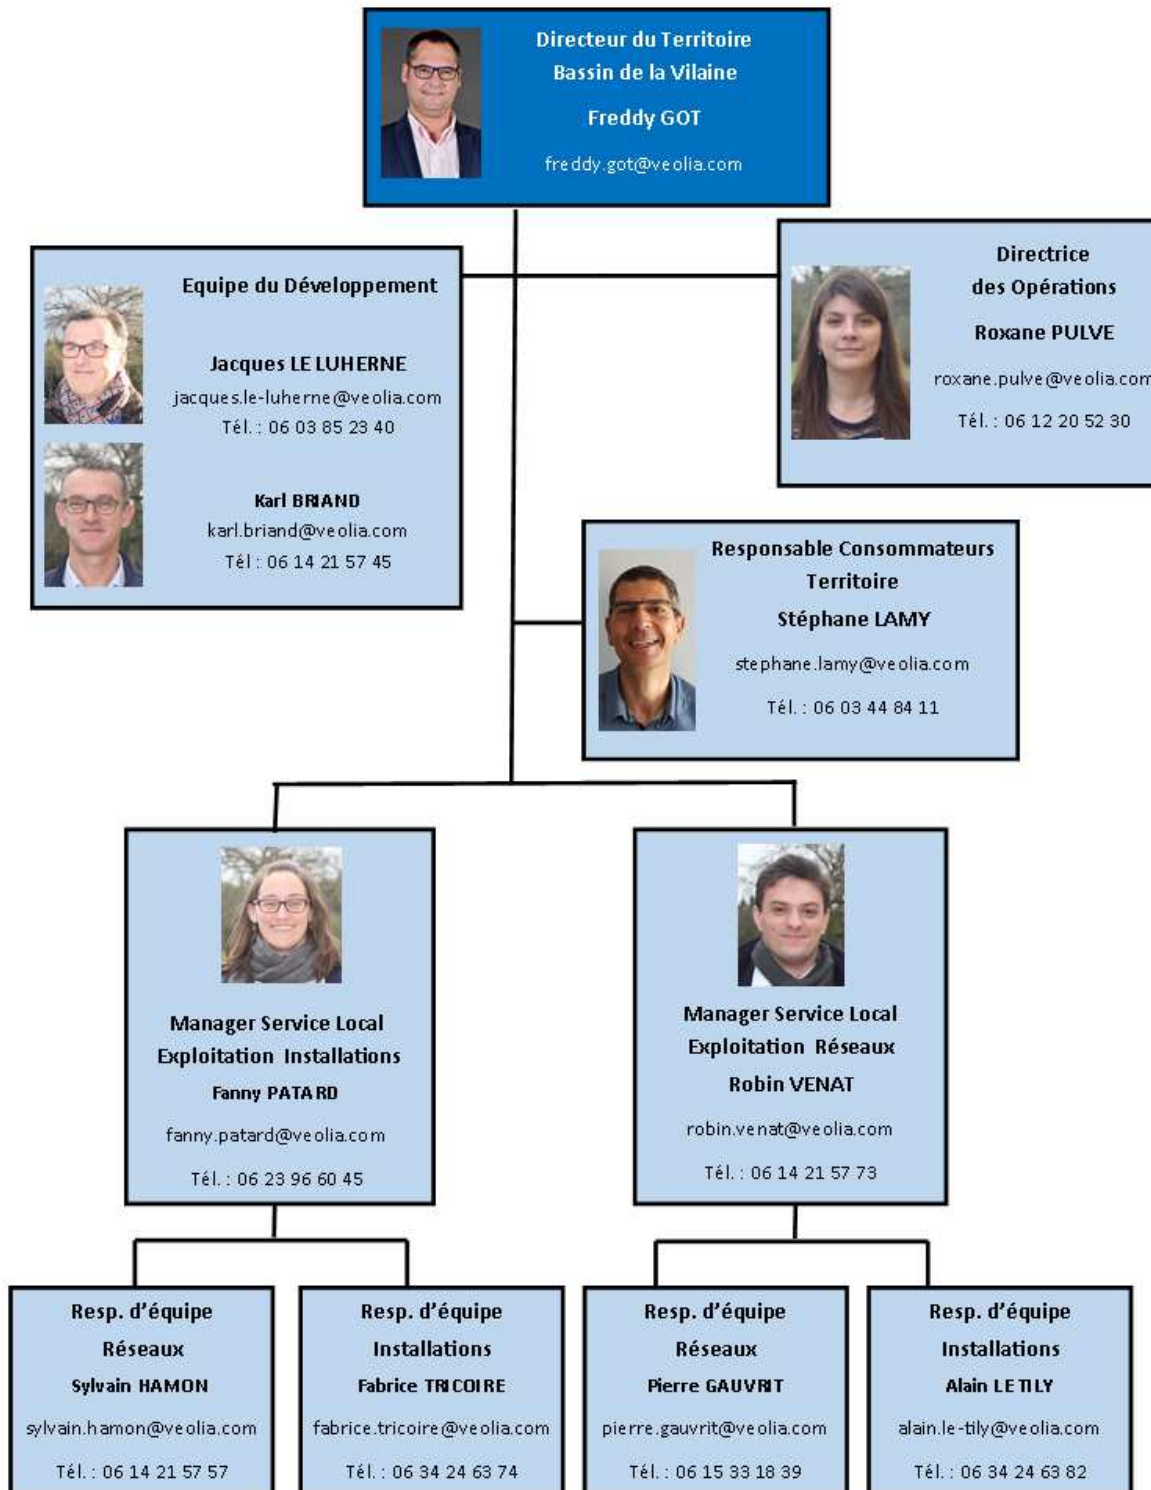 Directeur du Territoire
Bassin de la Vilaine
Freddy GOT
freddy.got@veolia.com
Equipe du Développement
Jacques LE LUHERNE
jacques.le-luherne@veolia.com
Tél. : 06 03 85 23 40
Karl BRIAND
karl.briand@veolia.com
Tél : 06 14 21 57 45
Directrice
des Opérations
Roxane PULVE
roxane.pulve@veolia.com
Tél. : 06 12 20 52 30
Responsable Consommateurs
Territoire
Stéphane LAMY
stephane.lamy@veolia.com
Tél. : 06 03 44 84 11
Manager Service Local
Exploitation Installations
Fanny PATARD
fanny.patard@veolia.com
Tél. : 06 23 96 60 45
Manager Service Local
Exploitation Réseaux
Robin VENAT
robin.venat@veolia.com
Tél. : 06 14 21 57 73
Resp. d'équipe
Réseaux
Sylvain HAMON
sylvain.hamon@veolia.com
Tél. : 06 14 21 57 57
Resp. d'équipe
Installations
Fabrice TRICOIRE
fabrice.tricoire@veolia.com
Tél. : 06 34 24 63 74
Resp. d'équipe
Réseaux
Pierre GAUVRIT
pierre.gauvrit@veolia.com
Tél. : 06 15 33 18 39
Resp. d'équipe
Installations
Alain LE TILY
alain.le-tily@veolia.com
Tél. : 06 34 24 63 82